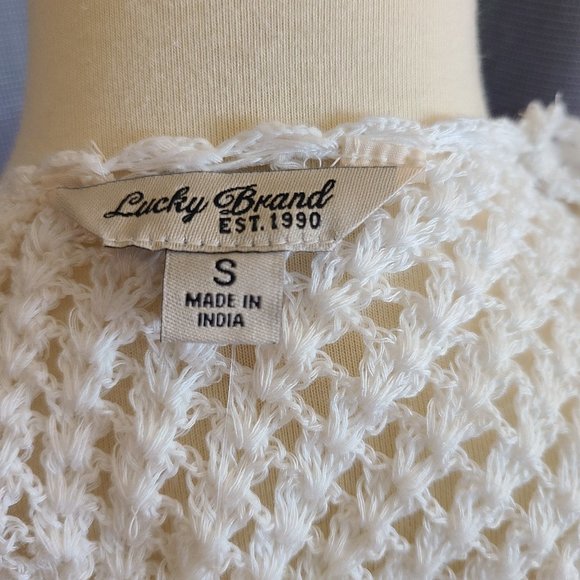 Lucky Brand
EST. 1990
S
MADE IN
INDIA